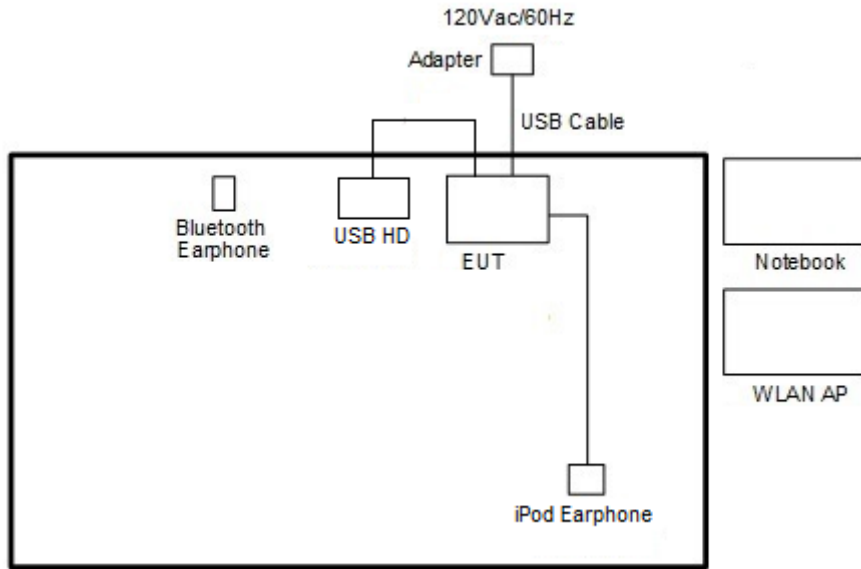 120Vac/60Hz
Adapter
USB Cable
Bluetooth
Earphone
USB HD
EUT
Notebook
WLAN AP
iPod Earphone